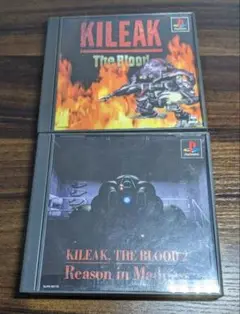 KILEAK
The Blood
KILEAK, THE BLOOD 2
Reason in Madness